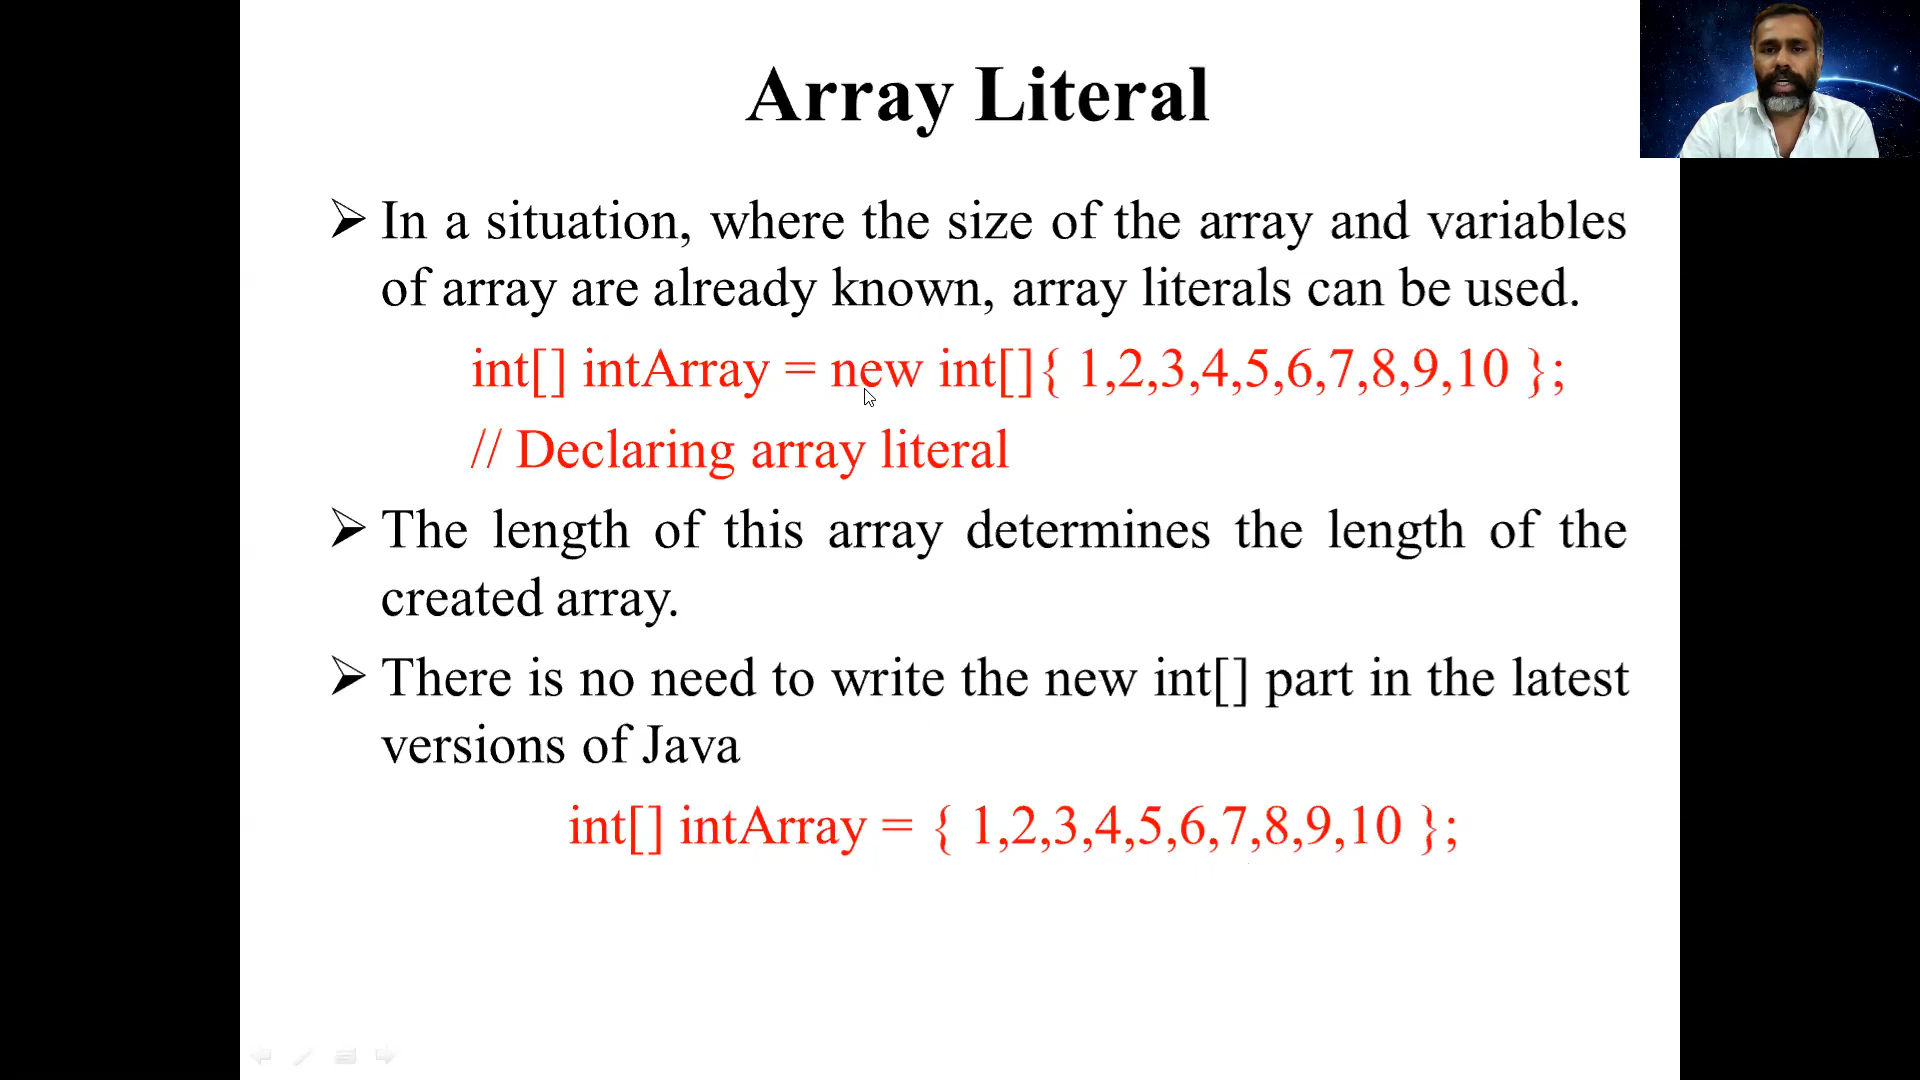 Array Literal
➢ In a situation, where the size of the array and variables
of array are already known, array literals can be used.
int[] intArray = new int[]{ 1,2,3,4,5,6,7,8,9,10 };
// Declaring array literal
➢ The length of this array determines the length of the
created array.
➢ There is no need to write the new int[] part in the latest
versions of Java
int[] intArray = { 1,2,3,4,5,6,7,8,9,10 };